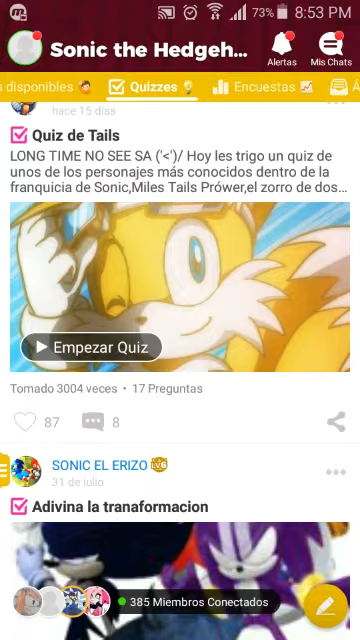 73% 8:53 PM
Sonic the Hedgeh...
Alertas
Mis Chats
s disponibles
Quizzes
Encuestas
hace 15 días
Quiz de Tails
LONG TIME NO SEE SA ('<')/ Hoy les trigo un quiz de
unos de los personajes más conocidos dentro de la
franquicia de Sonic,Miles Tails Prówer,el zorro de dos...
Empezar Quiz
Tomado 3004 veces • 17 Preguntas
87
8
SONIC EL ERIZO LV6
31 de julio
Adivina la tranaformacion
385 Miembros Conectados